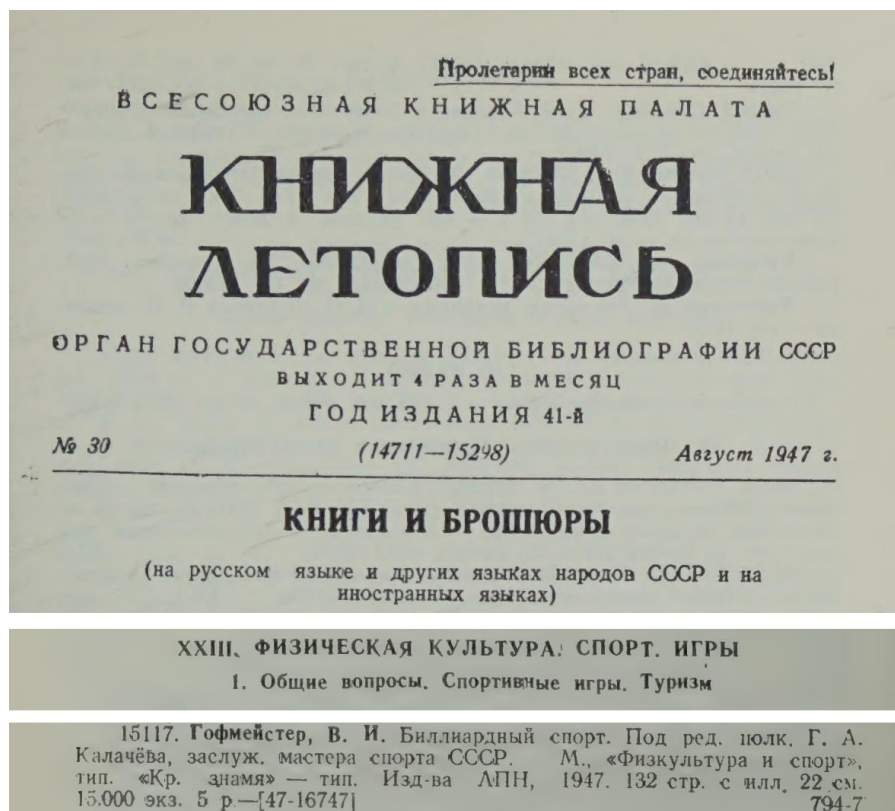 Пролетарии всех стран, соединяйтесь!
ВСЕСОЮЗНАЯ КНИЖНАЯ ПАЛАТА
КНИЖНАЯ
ЛЕТОПИСЬ
ОРГАН ГОСУДАРСТВЕННОЙ БИБЛИОГРАФИИ СССР
ВЫХОДИТ 4 РАЗА В МЕСЯЦ
ГОД ИЗДАНИЯ 41-й
№ 30 (14711—15298) Август 1947 г.
КНИГИ И БРОШЮРЫ
(на русском языке и других языках народов СССР и на
иностранных языках)
XXIII. ФИЗИЧЕСКАЯ КУЛЬТУРА. СПОРТ. ИГРЫ
1. Общие вопросы. Спортивные игры. Туризм
15117. Гофмейстер, В. И. Биллиардный спорт. Под ред. полк. Г. А.
Калачёва, заслуж. мастера спорта СССР. М., «Физкультура и спорт»,
тип. «Кр. знамя» — тип. Изд-ва АПН, 1947. 132 стр. с илл. 22 см.
15.000 экз. 5 р.—[47-16747] 794-7